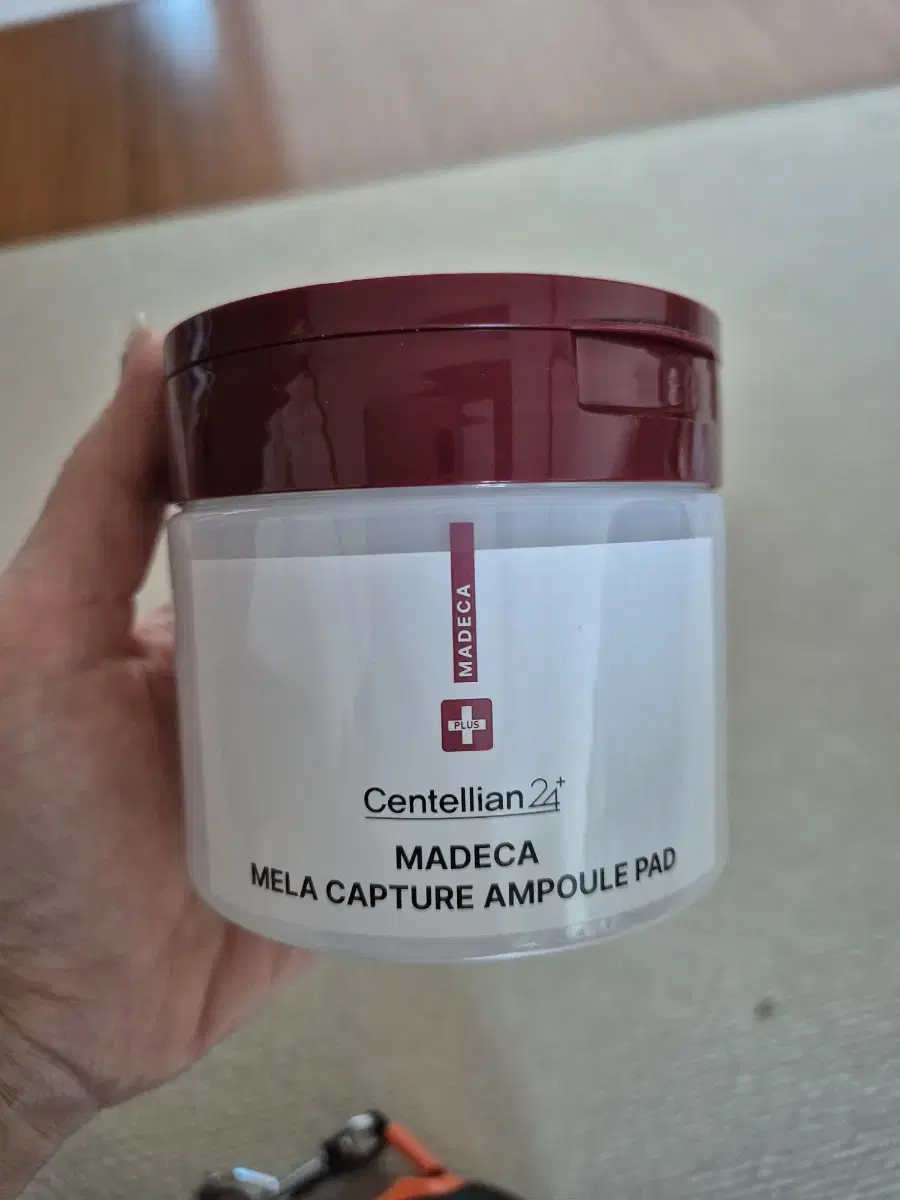 MADECA
PLUS
Centellian24+
MADECA
MELA CAPTURE AMPOULE PAD